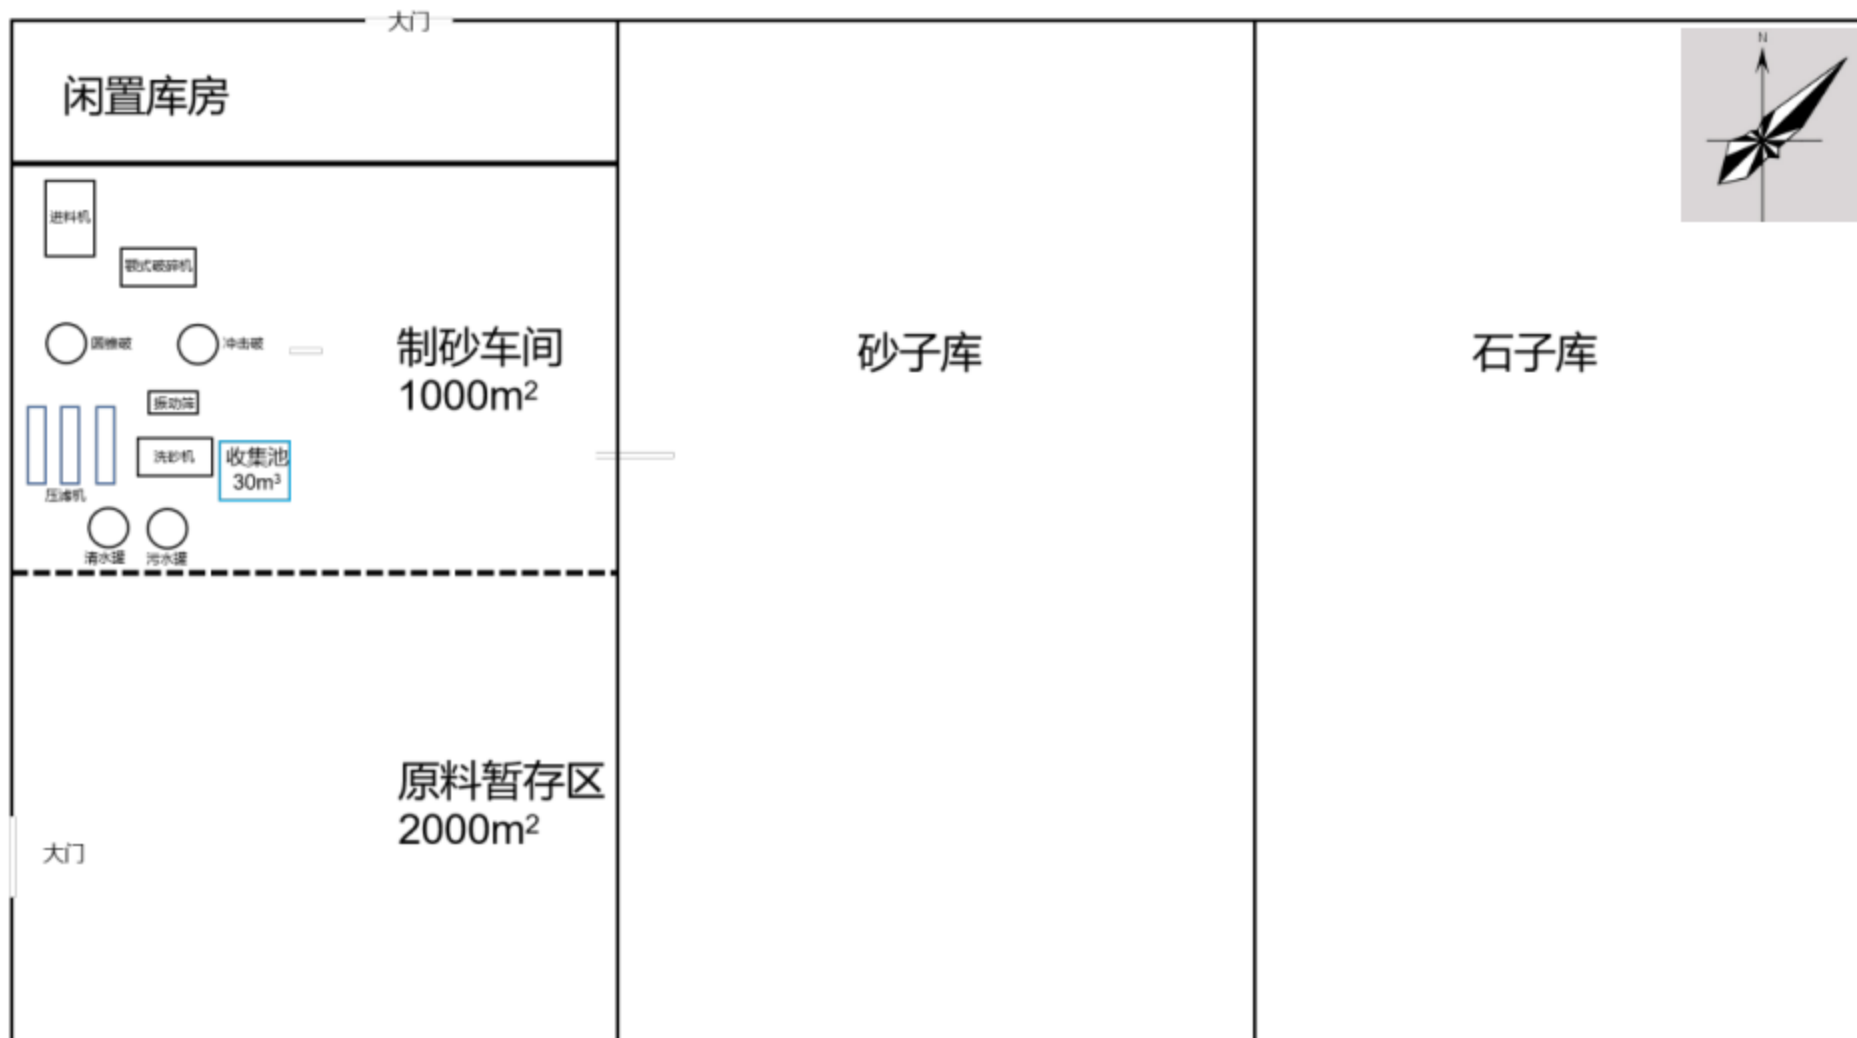 大门
N
闲置库房
进料机
颚式破碎机
圆锥破
冲击破
制砂车间
1000m²
砂子库
石子库
振动筛
洗砂机
收集池
30m³
压滤机
清水罐
污水罐
原料暂存区
2000m²
大门